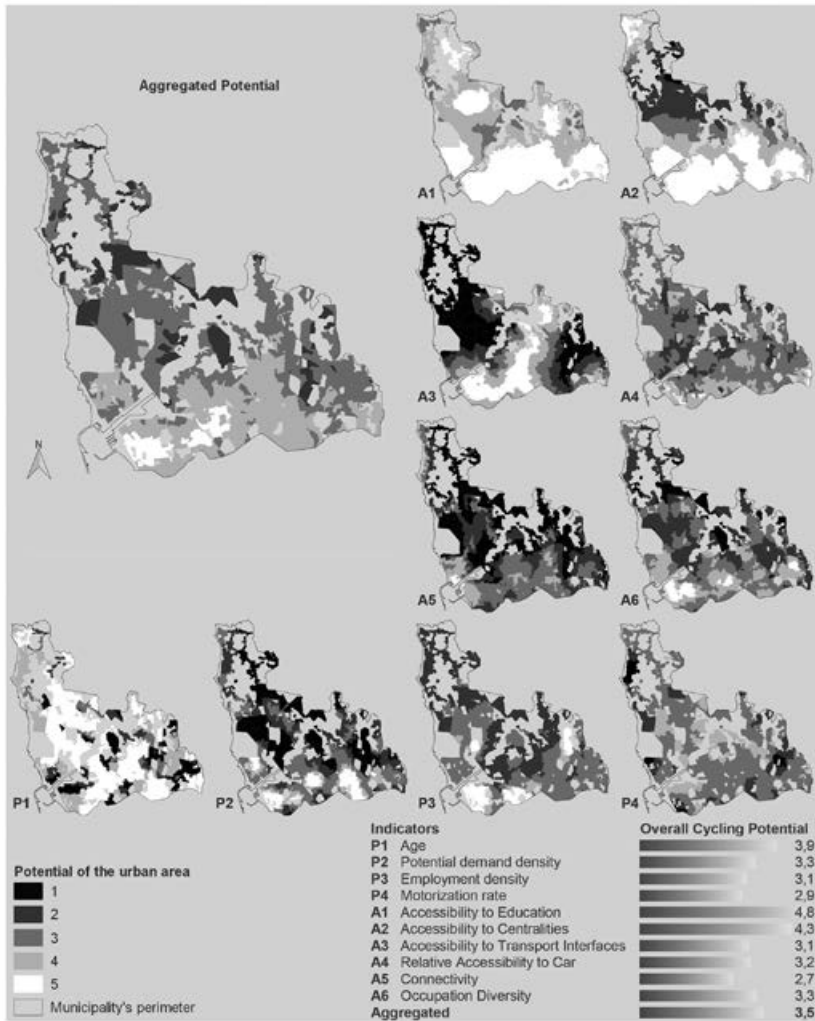 Aggregated Potential
A1
A2
N
A3
A4
A5
A6
P1
P2
P3
P4
Indicators
P1 Age
P2 Potential demand density
P3 Employment density
P4 Motorization rate
A1 Accessibility to Education
A2 Accessibility to Centralities
A3 Accessibility to Transport Interfaces
A4 Relative Accessibility to Car
A5 Connectivity
A6 Occupation Diversity
Aggregated
Overall Cycling Potential
3,9
3,3
3,1
2,9
4,8
4,3
3,1
3,2
2,7
3,3
3,5
Potential of the urban area
1
2
3
4
5
Municipality's perimeter